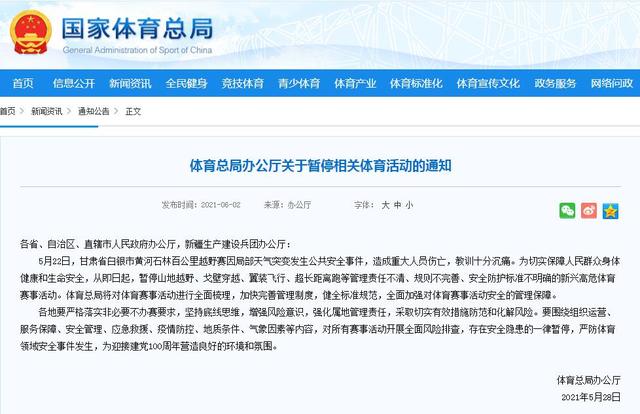 国家体育总局
General Administration of Sport of China
首页 信息公开 新闻资讯 全民健身 竞技体育 青少体育 体育产业 体育标准化 体育宣传文化 政务服务 网络问政
首页 > 新闻资讯 > 通知公告 > 正文
体育总局办公厅关于暂停相关体育活动的通知
发布时间：2021-06-02 来源：办公厅 字体： 大 中 小
各省、自治区、直辖市人民政府办公厅，新疆生产建设兵团办公厅：
5月22日，甘肃省白银市黄河石林百公里越野赛因局部天气突变发生公共安全事件，造成重大人员伤亡，教训十分沉痛。为切实保障人民群众身体
健康和生命安全，从即日起，暂停山地越野、戈壁穿越、翼装飞行、超长距离跑等管理责任不清、规则不完善、安全防护标准不明确的新兴高危体育
赛事活动。体育总局将对体育赛事活动进行全面梳理，加快完善管理制度，健全标准规范，全面加强对体育赛事活动安全的管理保障。
各地要严格落实非必要不办赛要求，坚持底线思维，增强风险意识，强化属地管理责任，采取切实有效措施防范和化解风险。要围绕组织运营、
服务保障、安全管理、应急救援、疫情防控、地质条件、气象因素等内容，对所有赛事活动开展全面风险排查，存在安全隐患的一律暂停，严防体育
领域安全事件发生，为迎接建党100周年营造良好的环境和氛围。
体育总局办公厅
2021年5月28日